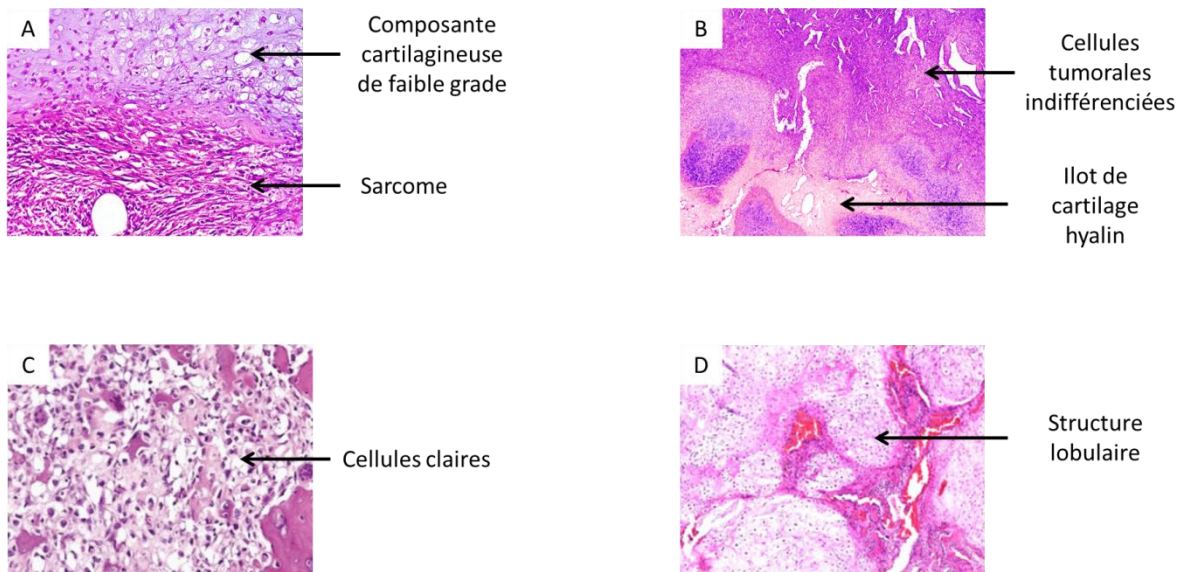 A
Composante
cartilagineuse
de faible grade
Sarcome
B
Cellules
tumorales
indifférenciées
Ilot de
cartilage
hyalin
C
Cellules claires
D
Structure
lobulaire